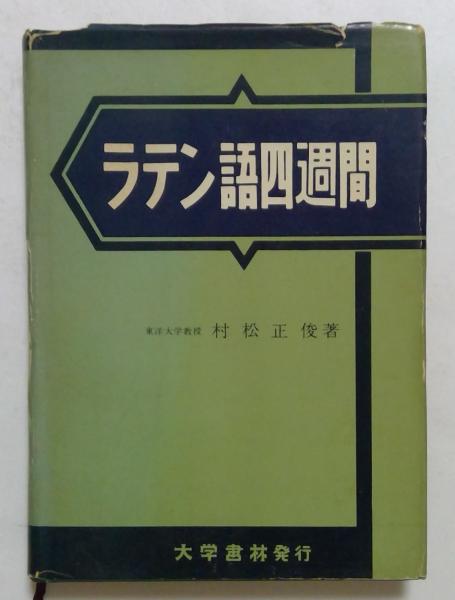 ラテン語四週間
東洋大学教授 村松正俊著
大学書林発行